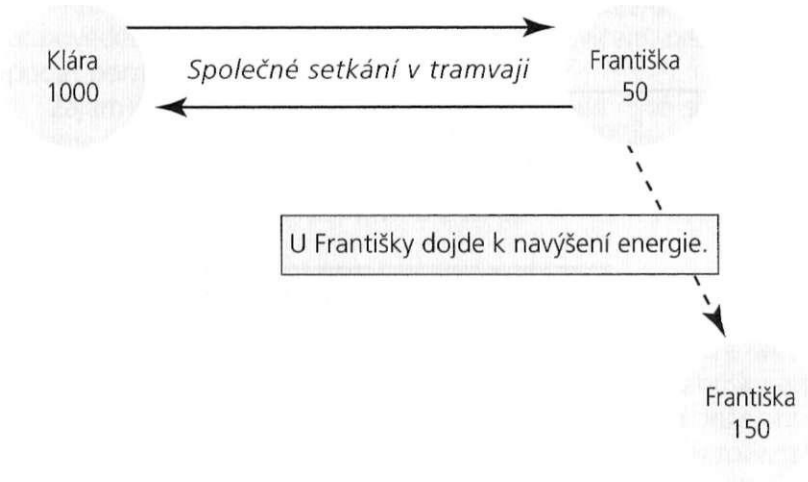 Klára
1000
Společné setkání v tramvaji
Františka
50
U Františky dojde k navýšení energie.
Františka
150